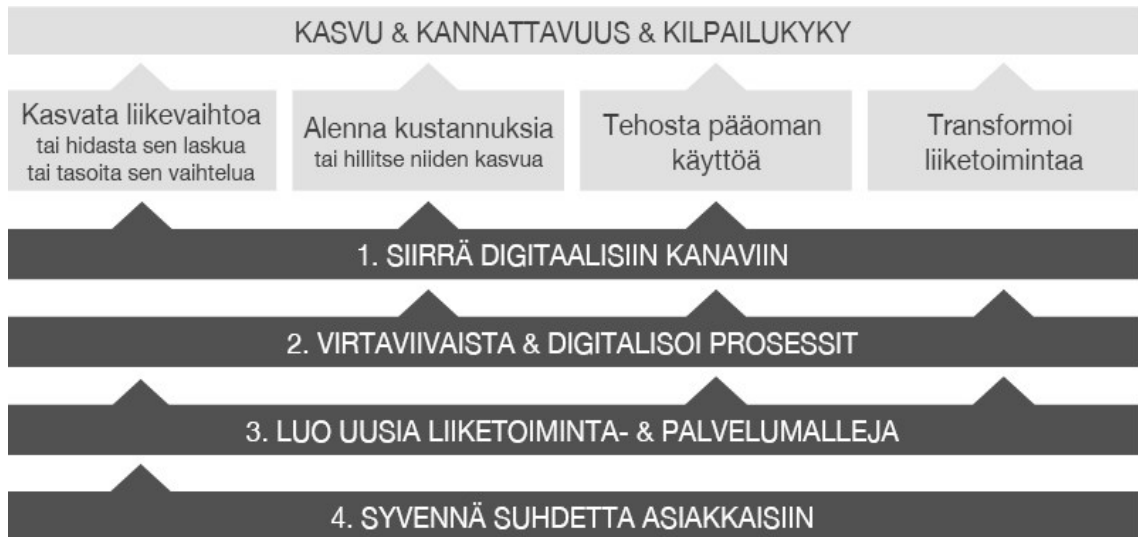 KASVU & KANNATTAVUUS & KILPAILUKYKY
Kasvata liikevaihtoa
tai hidasta sen laskua
tai tasoita sen vaihtelua
Alenna kustannuksia
tai hillitse niiden kasvua
Tehosta pääoman
käyttöä
Transformoi
liiketoimintaa
1. SIIRRÄ DIGITAALISIIN KANAVIIN
2. VIRTAVIIVAISTA & DIGITALISOI PROSESSIT
3. LUO UUSIA LIIKETOIMINTA- & PALVELUMALLEJA
4. SYVENNÄ SUHDETTA ASIAKKAISIIN